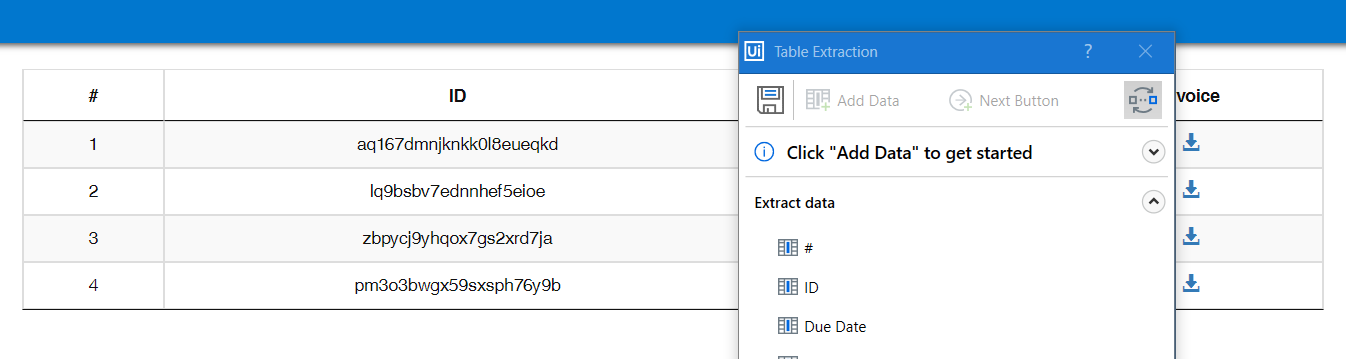 Ui Table Extraction ?
Add Data Next Button
# ID voice
Click "Add Data" to get started
1 aq167dmnjknkk0l8eueqkd
2 lq9bsbv7ednnhef5eioe
Extract data
3 zbpycj9yhqox7gs2xrd7ja
#
4 pm3o3bwgx59sxsph76y9b
ID
Due Date